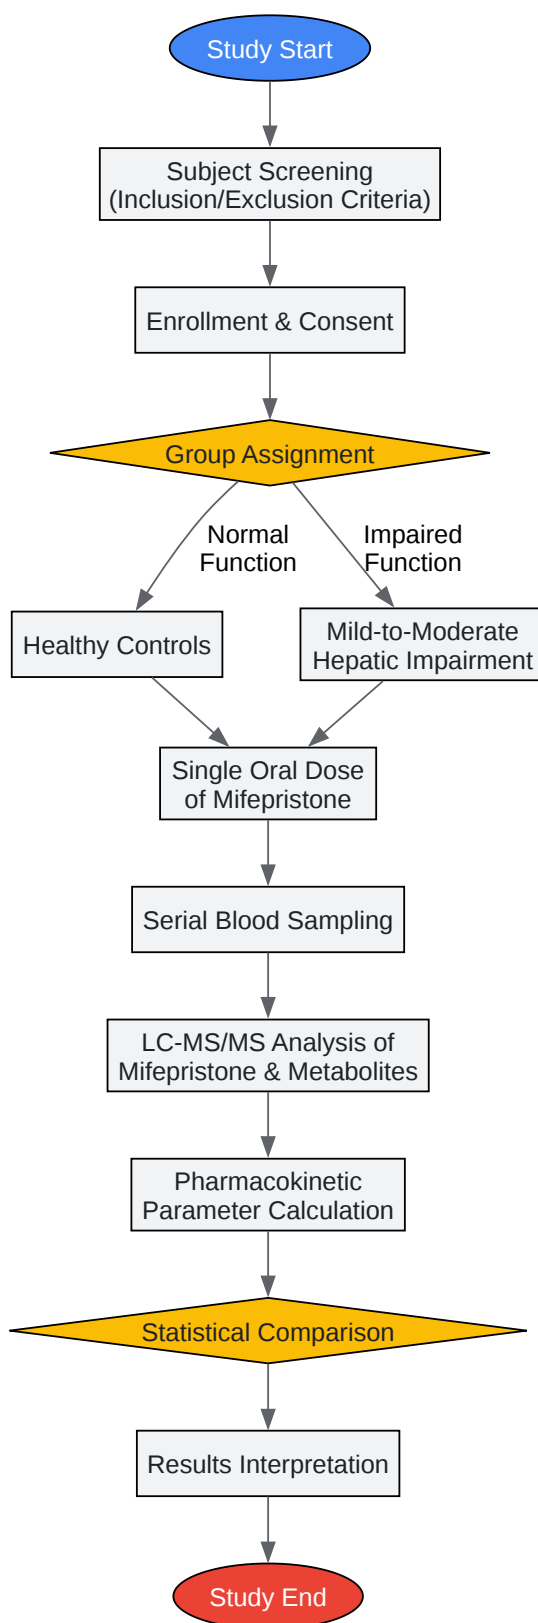 Study Start
Subject Screening
(Inclusion/Exclusion Criteria)
Enrollment & Consent
Group Assignment
Normal
Function
Impaired
Function
Healthy Controls
Mild-to-Moderate
Hepatic Impairment
Single Oral Dose
of Mifepristone
Serial Blood Sampling
LC-MS/MS Analysis of
Mifepristone & Metabolites
Pharmacokinetic
Parameter Calculation
Statistical Comparison
Results Interpretation
Study End